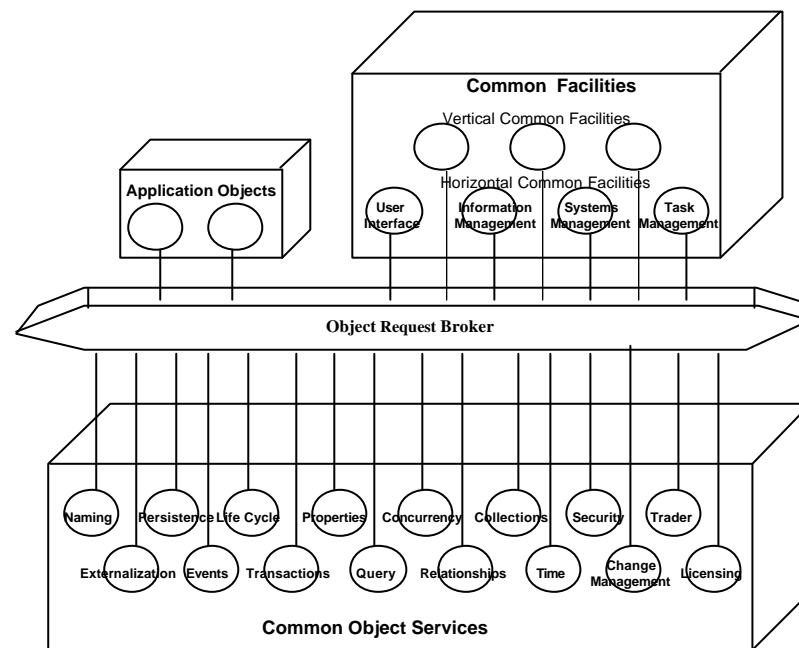 Common Facilities
Vertical Common Facilities
Application Objects
Horizontal Common Facilities
User
Interface
Information
Management
Systems
Management
Task
Management
Object Request Broker
Naming
Persistence
Life Cycle
Properties
Concurrency
Collections
Security
Trader
Externalization
Events
Transactions
Query
Relationships
Time
Change
Management
Licensing
Common Object Services